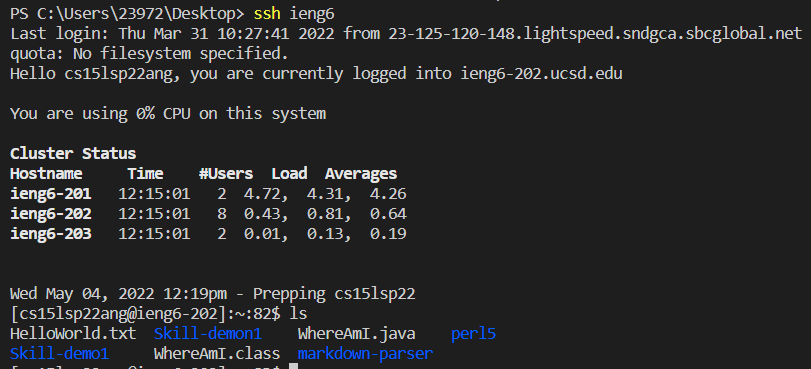 PS C:\Users\23972\Desktop> ssh ieng6
Last login: Thu Mar 31 10:27:41 2022 from 23-125-120-148.lightspeed.sndgca.sbcglobal.net
quota: No filesystem specified.
Hello cs15lsp22ang, you are currently logged into ieng6-202.ucsd.edu
You are using 0% CPU on this system
Cluster Status
Hostname     Time    #Users  Load  Averages
ieng6-201   12:15:01   2  4.72,  4.31,  4.26
ieng6-202   12:15:01   8  0.43,  0.81,  0.64
ieng6-203   12:15:01   2  0.01,  0.13,  0.19
Wed May 04, 2022 12:19pm - Prepping cs15lsp22
[cs15lsp22ang@ieng6-202]:~:82$ ls
HelloWorld.txt  Skill-demon1    WhereAmI.java    perl5
Skill-demo1     WhereAmI.class  markdown-parser